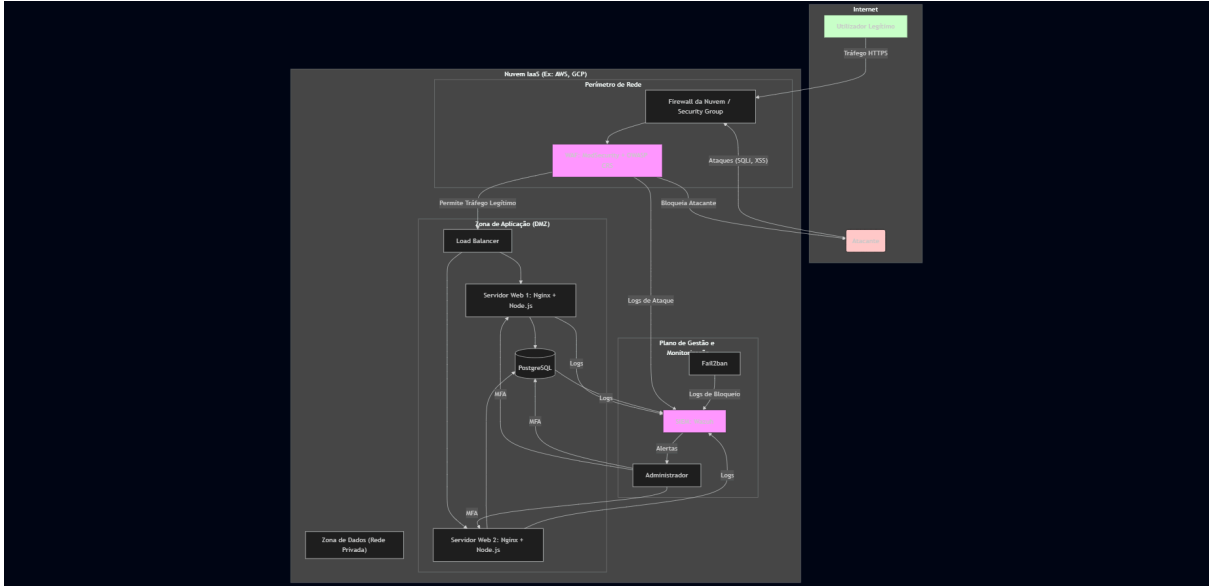 Internet
Utilizador Legítimo
Tráfego HTTPS
Nuvem IaaS (Ex: AWS, GCP)
Perímetro de Rede
Firewall da Nuvem /
Security Group
Ataques (SQLi, XSS)
Permite Tráfego Legítimo
Bloqueia Atacante
Atacante
Zona de Aplicação (DMZ)
Load Balancer
Servidor Web 1: Nginx +
Node.js
Logs de Ataque
Plano de Gestão e
Fail2ban
PostgreSQL
Logs
Logs de Bloqueio
MFA
Logs
MFA
Alertas
Administrador
Logs
MFA
Servidor Web 2: Nginx +
Node.js
Zona de Dados (Rede
Privada)